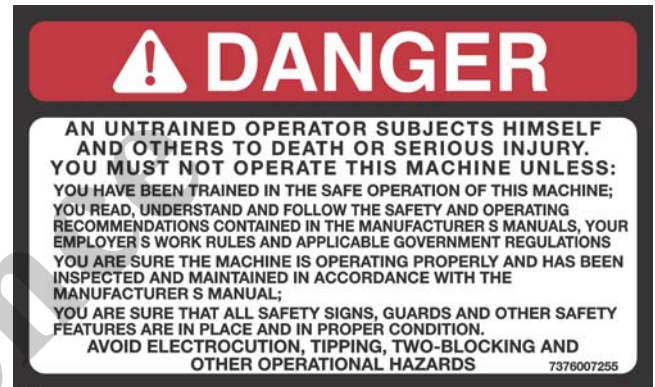 DANGER
AN UNTRAINED OPERATOR SUBJECTS HIMSELF
AND OTHERS TO DEATH OR SERIOUS INJURY.
YOU MUST NOT OPERATE THIS MACHINE UNLESS:
YOU HAVE BEEN TRAINED IN THE SAFE OPERATION OF THIS MACHINE;
YOU READ, UNDERSTAND AND FOLLOW THE SAFETY AND OPERATING
RECOMMENDATIONS CONTAINED IN THE MANUFACTURER S MANUALS, YOUR
EMPLOYER S WORK RULES AND APPLICABLE GOVERNMENT REGULATIONS
YOU ARE SURE THE MACHINE IS OPERATING PROPERLY AND HAS BEEN
INSPECTED AND MAINTAINED IN ACCORDANCE WITH THE
MANUFACTURER S MANUAL;
YOU ARE SURE THAT ALL SAFETY SIGNS, GUARDS AND OTHER SAFETY
FEATURES ARE IN PLACE AND IN PROPER CONDITION.
AVOID ELECTROCUTION, TIPPING, TWO-BLOCKING AND
OTHER OPERATIONAL HAZARDS 7376007255